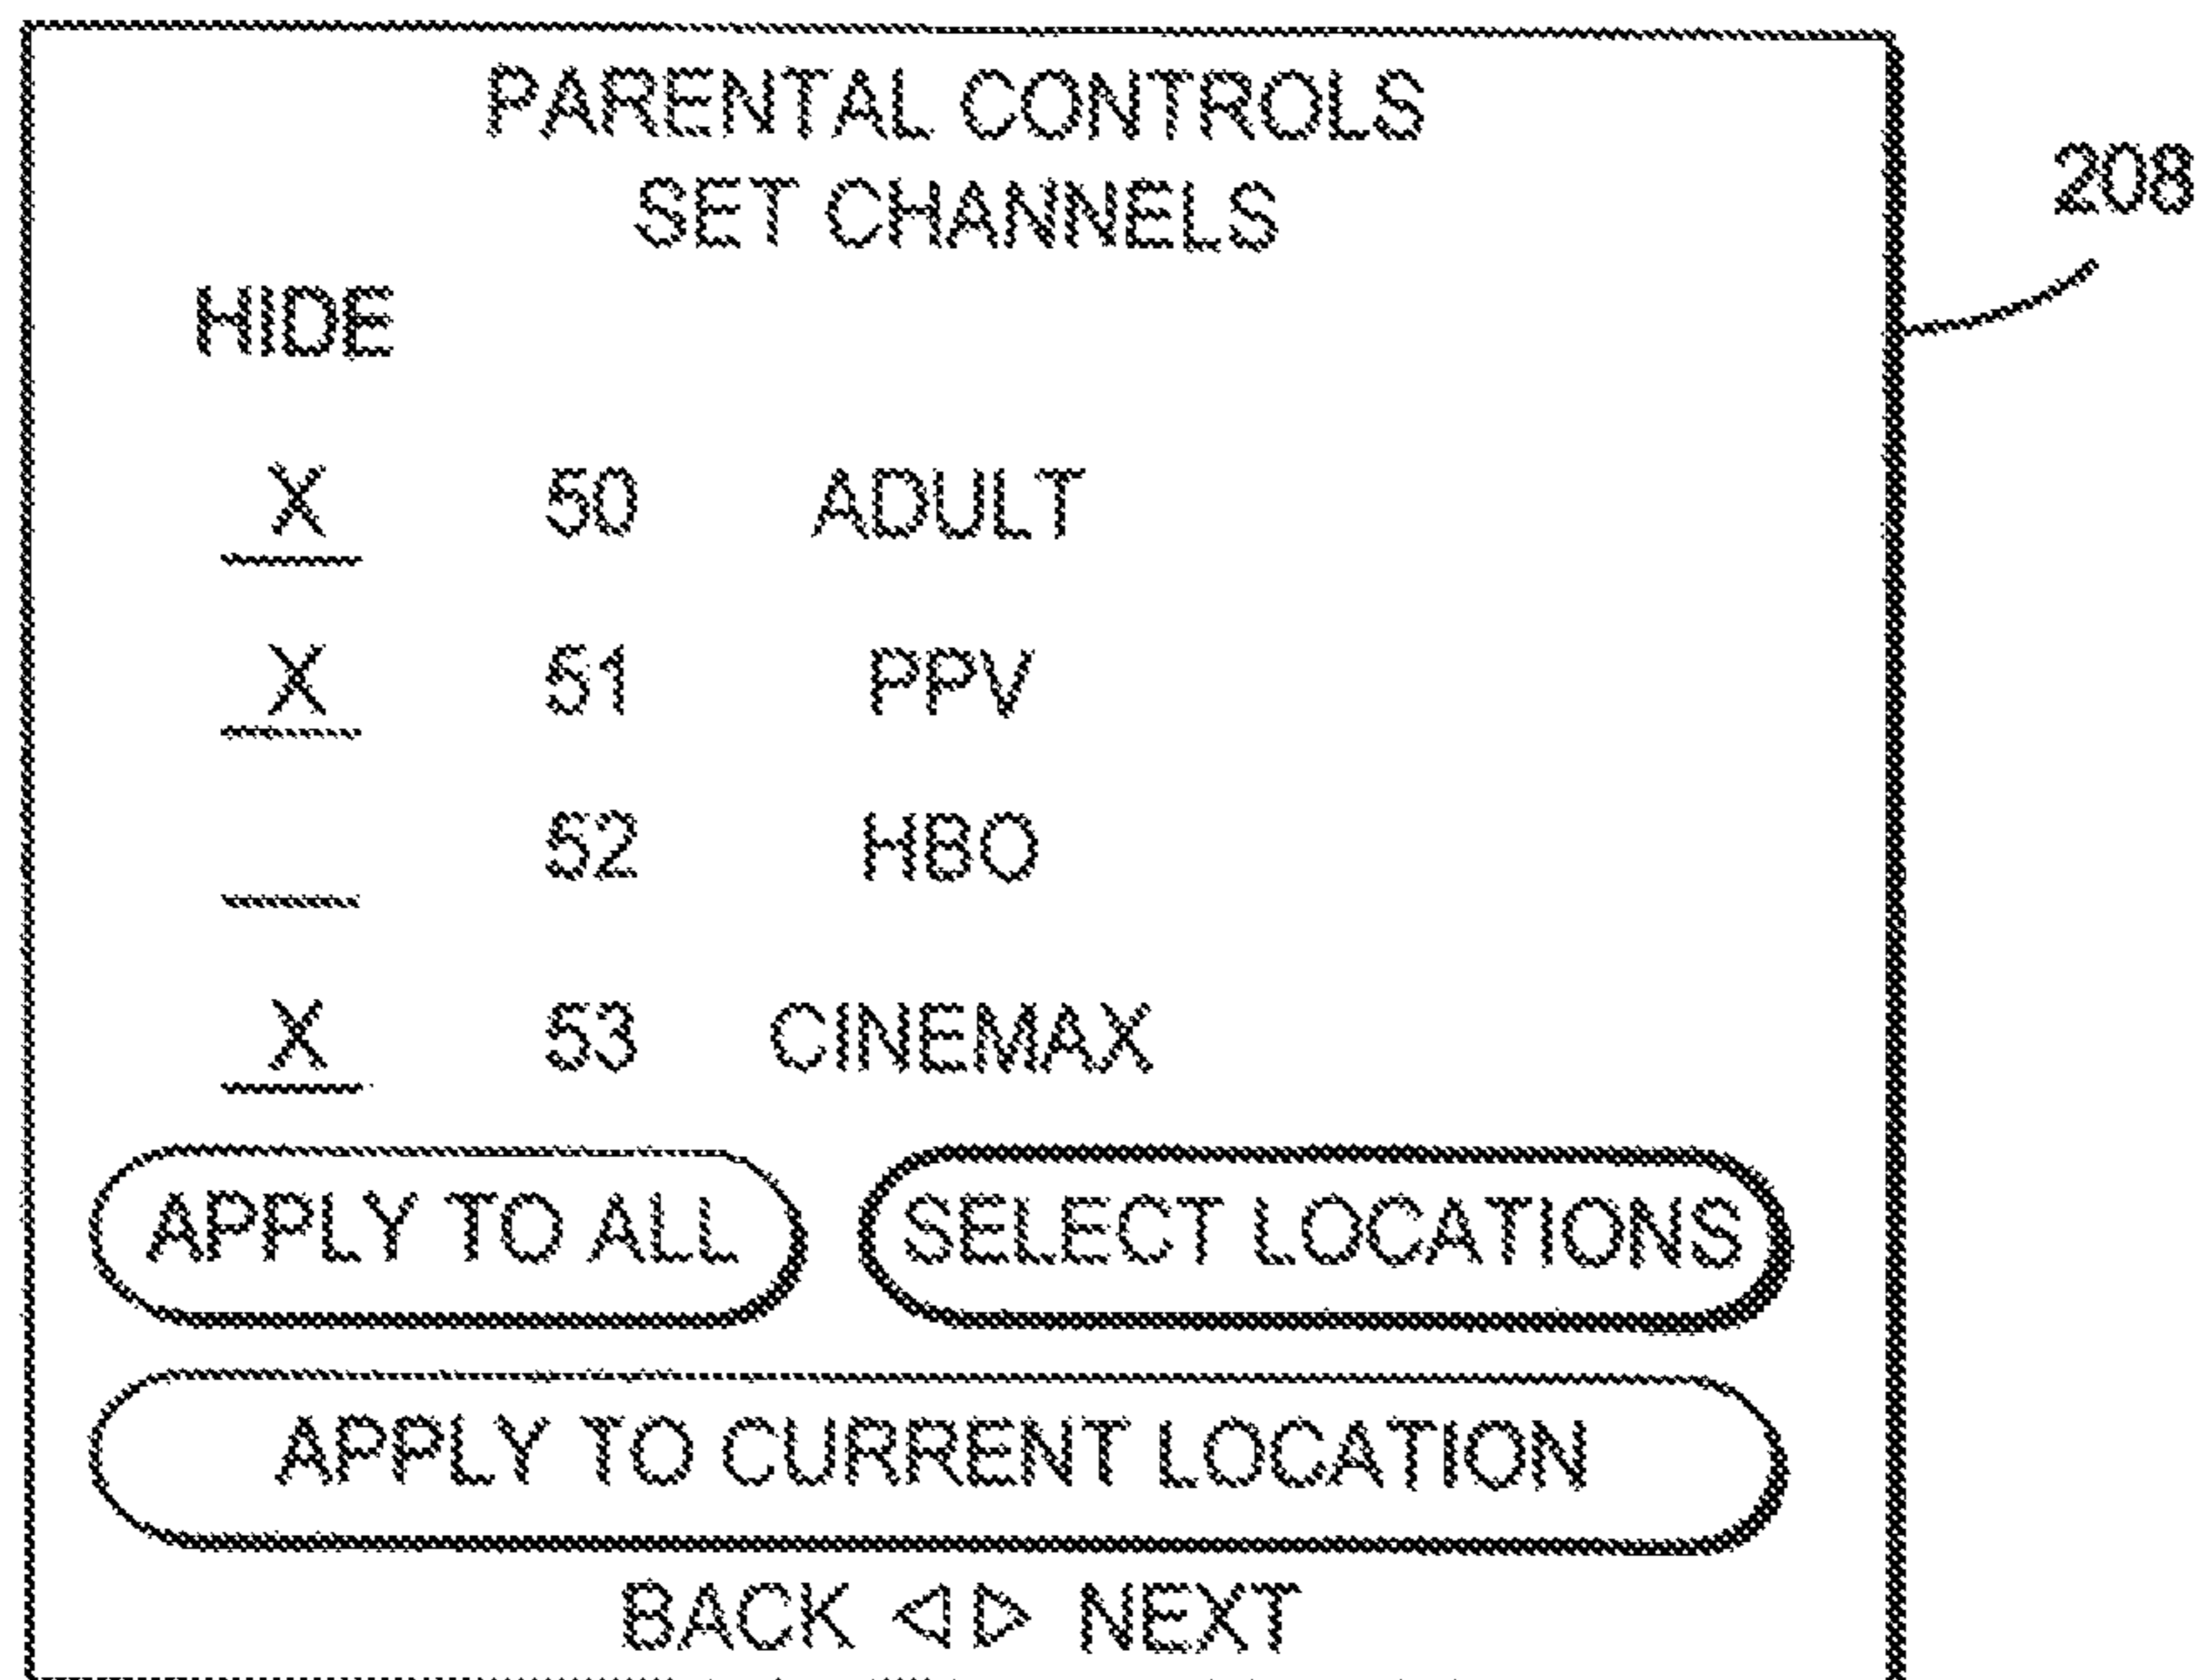 PARENTAL CONTROLS
SET CHANNELS
208
HIDE
X 50 ADULT
X 51 PPV
52 HBO
X 53 CINEMAX
APPLY TO ALL SELECT LOCATIONS
APPLY TO CURRENT LOCATION
BACK ◁ ▷ NEXT